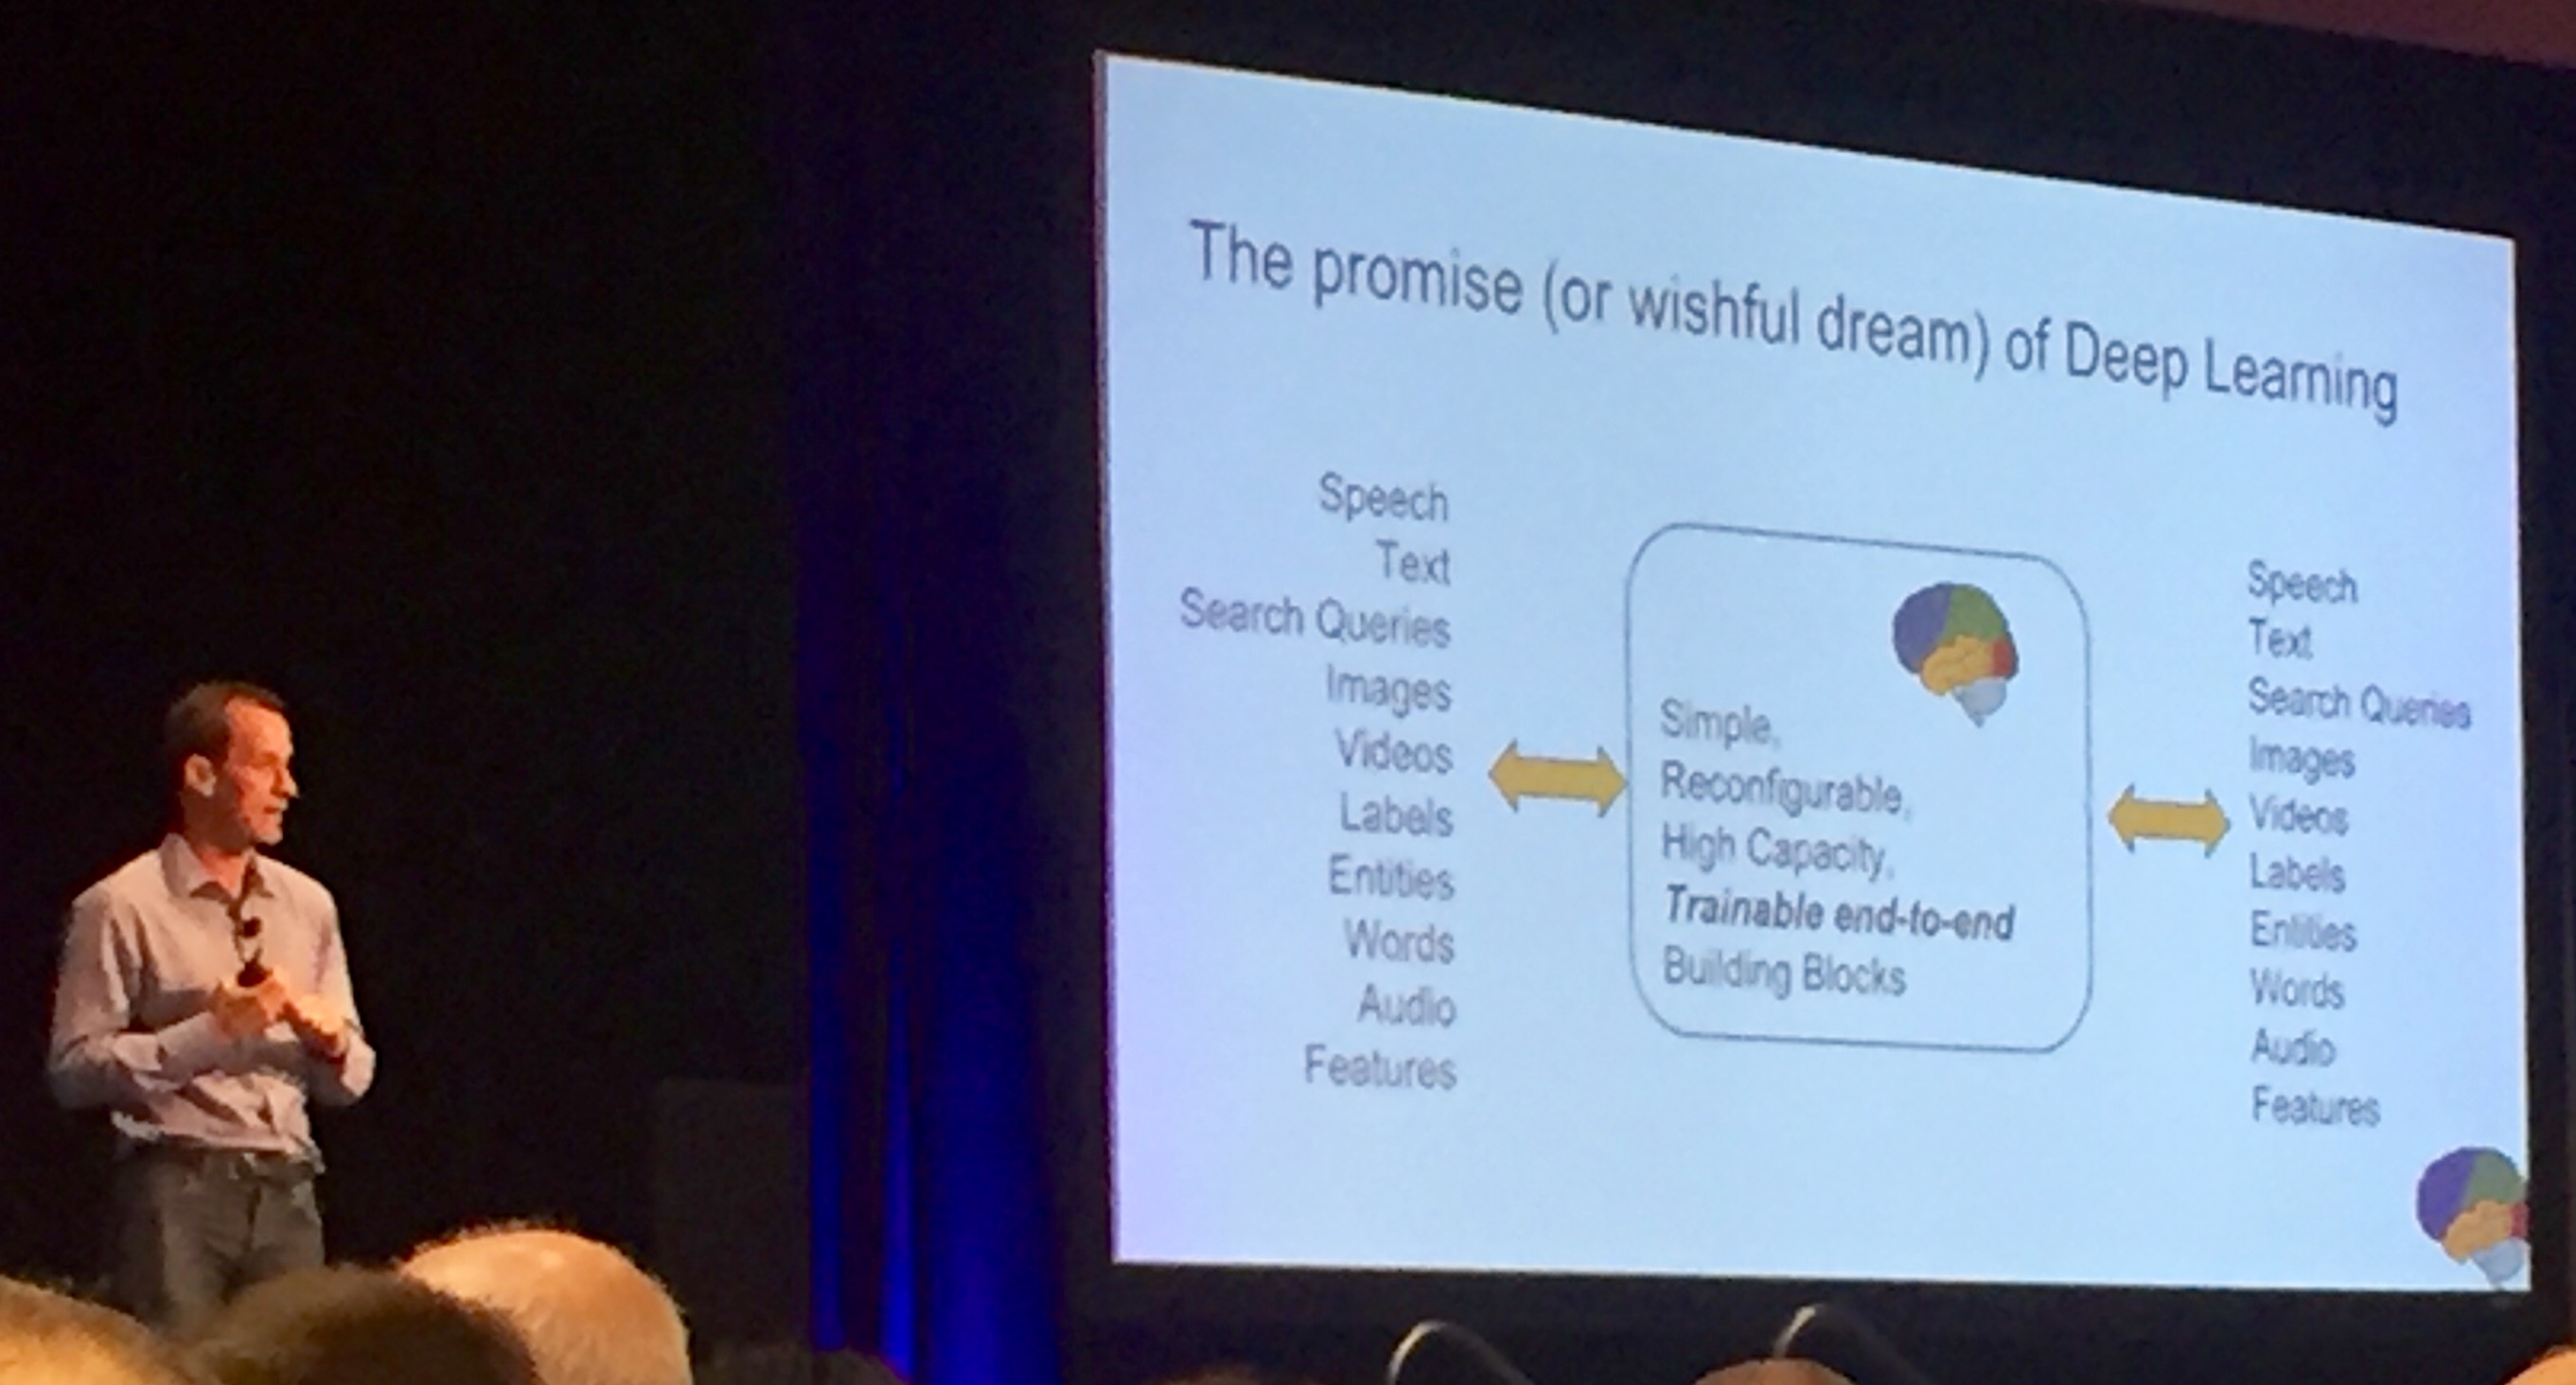 The promise (or wishful dream) of Deep Learning
Speech
Text
Search Queries
Images
Videos
Labels
Entities
Words
Audio
Features
Simple,
Reconfigurable,
High Capacity,
Trainable end-to-end
Building Blocks
Speech
Text
Search Queries
Images
Videos
Labels
Entities
Words
Audio
Features